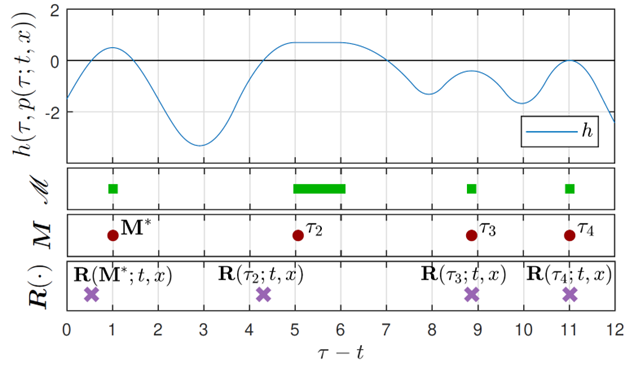 h(τ, p(τ; t, x))
2
0
-2
h
ℳ
M
M* τ₂ τ₃ τ₄
R(·)
R(M*; t, x) R(τ₂; t, x) R(τ₃; t, x) R(τ₄; t, x)
0 1 2 3 4 5 6 7 8 9 10 11 12
τ − t